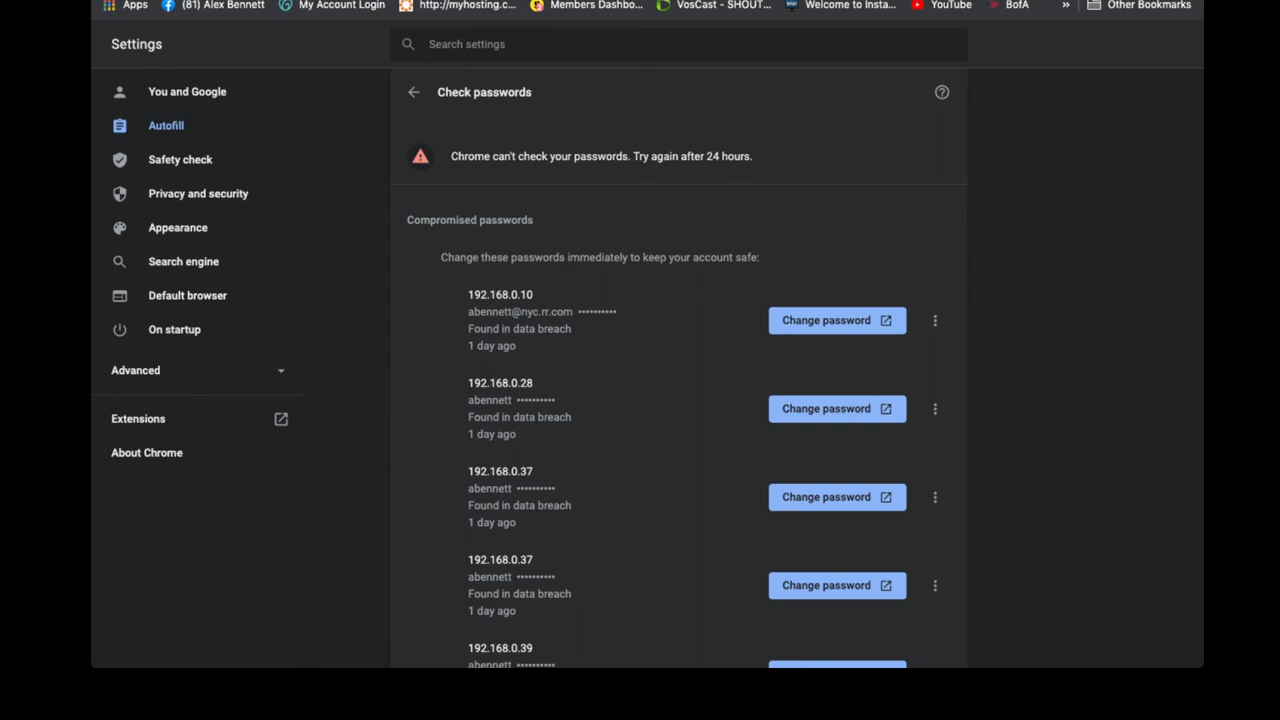 Apps (81) Alex Bennett My Account Login http://myhosting.c... Members Dashbo... VosCast - SHOUT... Welcome to Insta... YouTube BofA » Other Bookmarks
Settings
Search settings
You and Google
Autofill
Safety check
Privacy and security
Appearance
Search engine
Default browser
On startup
Advanced
Extensions
About Chrome
Check passwords
Chrome can't check your passwords. Try again after 24 hours.
Compromised passwords
Change these passwords immediately to keep your account safe:
192.168.0.10
abennett@nyc.rr.com ••••••••••
Found in data breach
1 day ago
Change password
192.168.0.28
abennett ••••••••••
Found in data breach
1 day ago
Change password
192.168.0.37
abennett ••••••••••
Found in data breach
1 day ago
Change password
192.168.0.37
abennett ••••••••••
Found in data breach
1 day ago
Change password
192.168.0.39
abennett ••••••••••